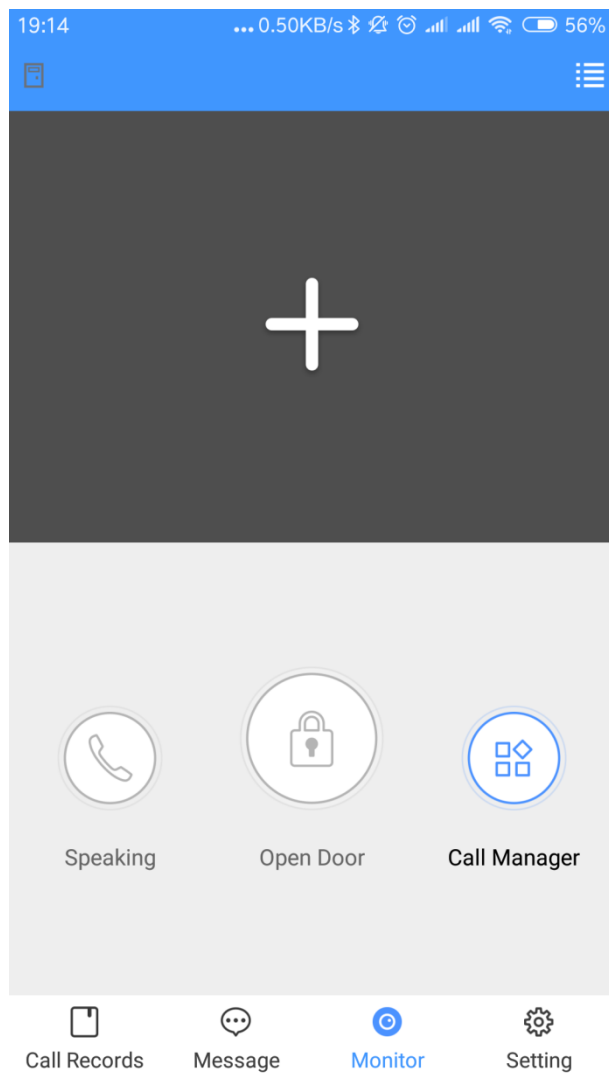 19:14 ... 0.50KB/s 56%
Speaking Open Door Call Manager
Call Records Message Monitor Setting